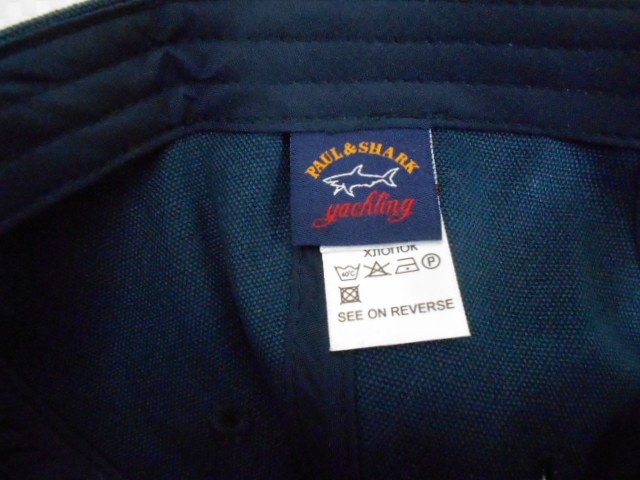 PAUL & SHARK
yachting
хлопок
40°C P
SEE ON REVERSE